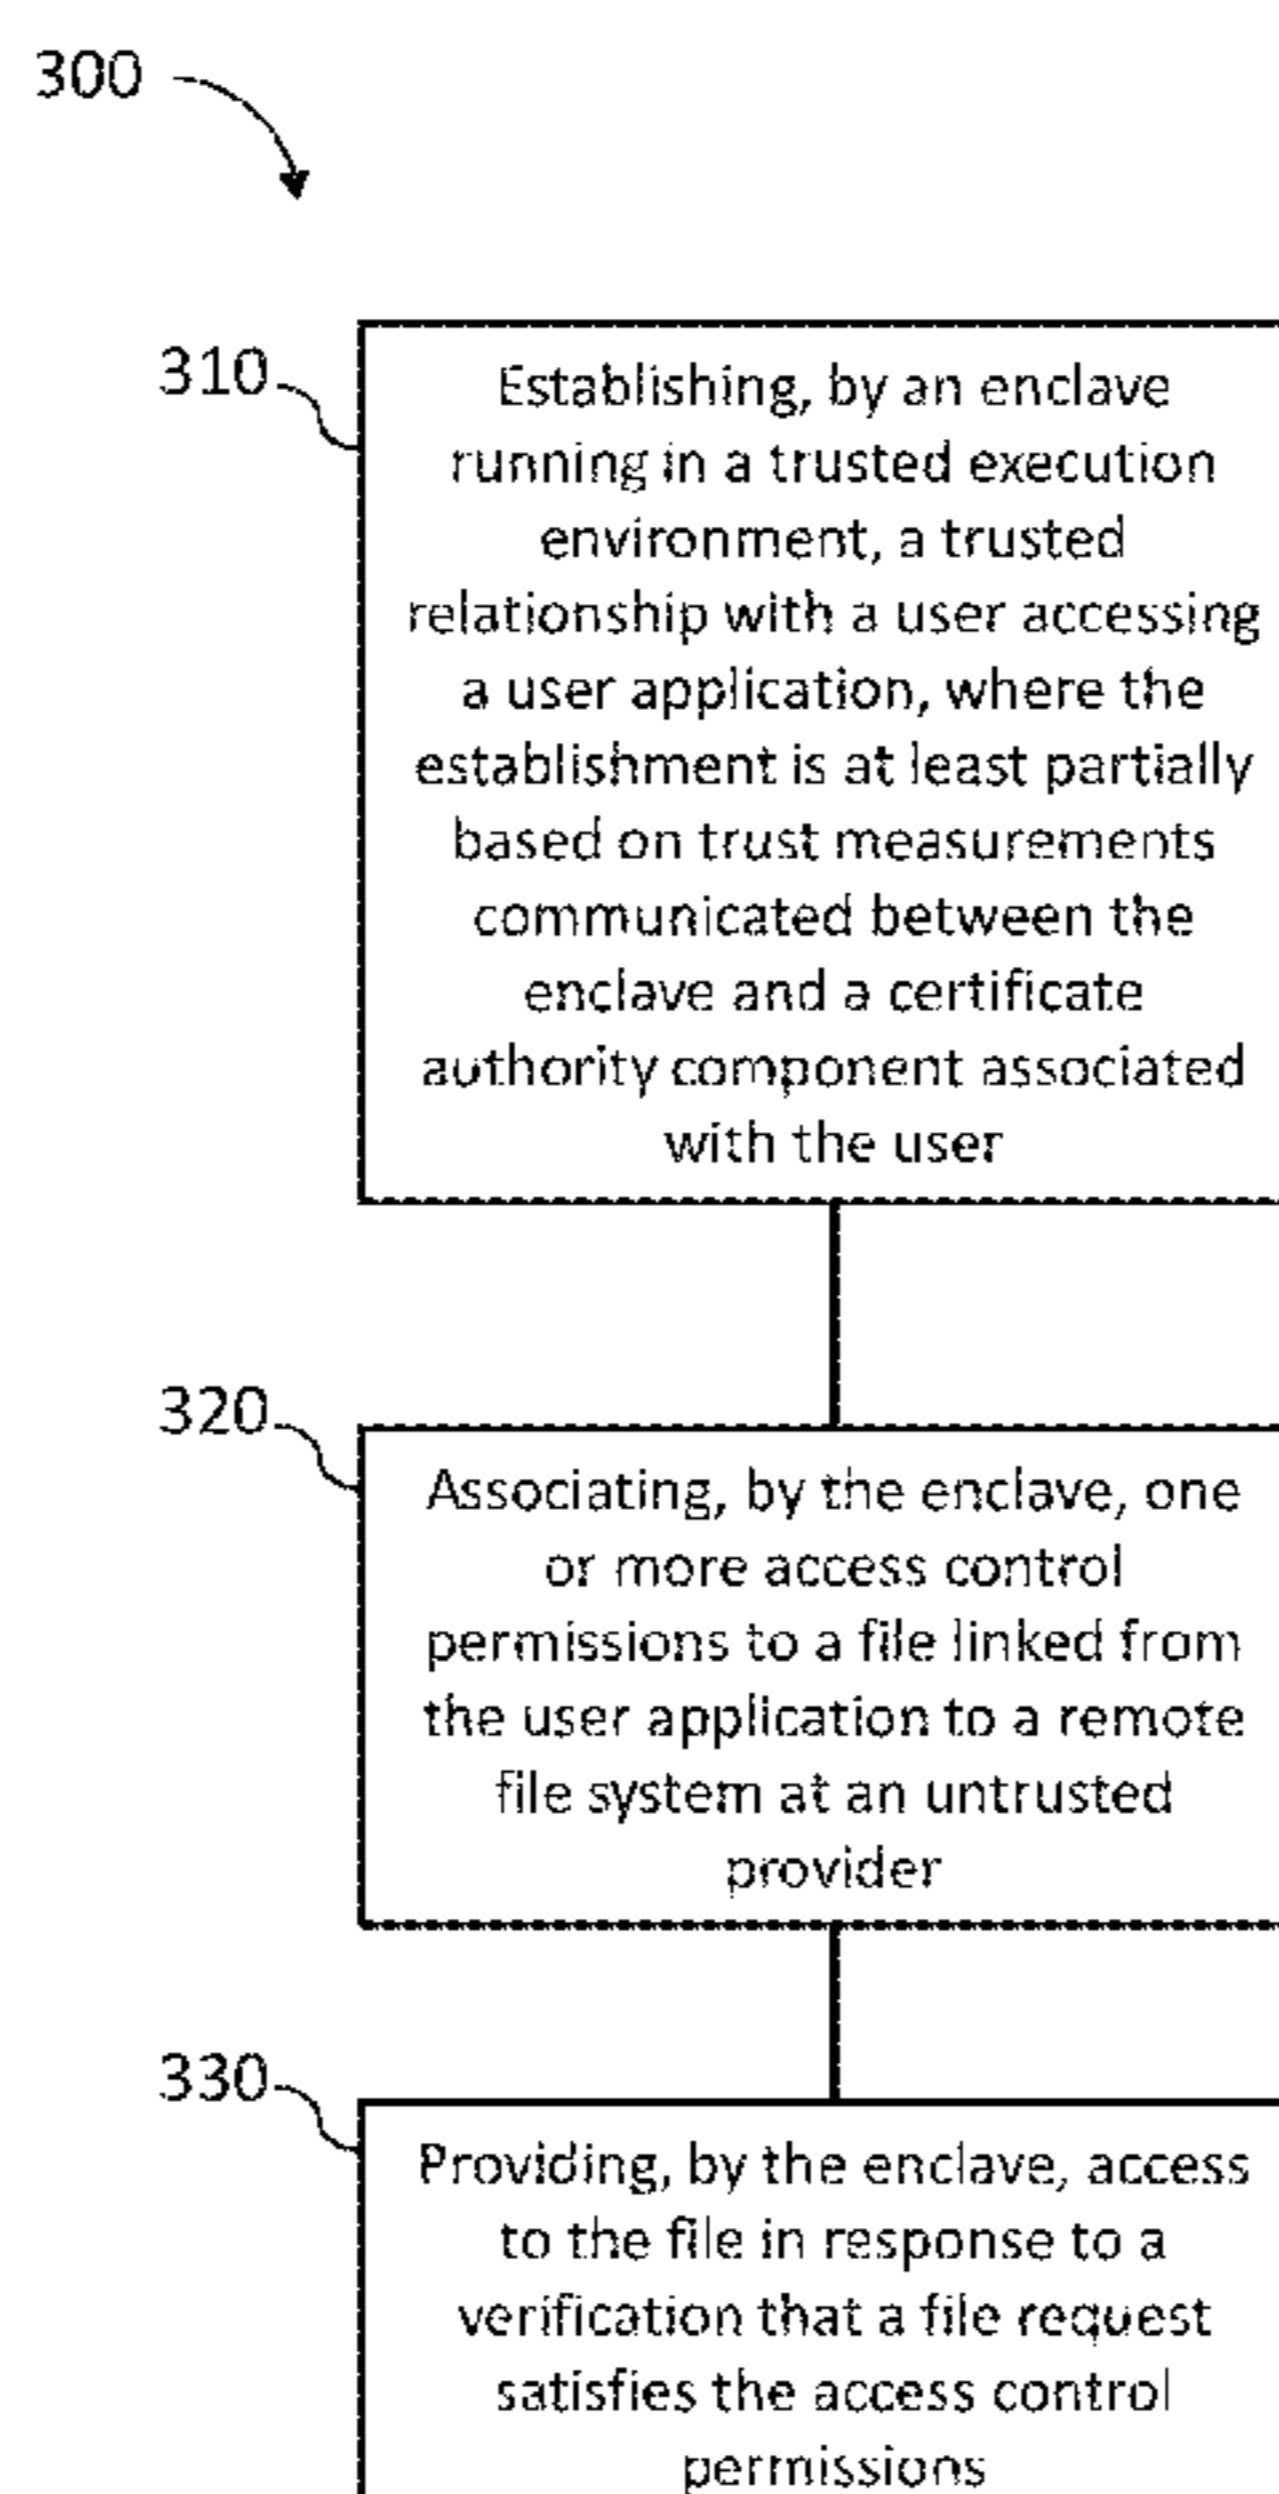 300
310
Establishing, by an enclave
running in a trusted execution
environment, a trusted
relationship with a user accessing
a user application, where the
establishment is at least partially
based on trust measurements
communicated between the
enclave and a certificate
authority component associated
with the user
320
Associating, by the enclave, one
or more access control
permissions to a file linked from
the user application to a remote
file system at an untrusted
provider
330
Providing, by the enclave, access
to the file in response to a
verification that a file request
satisfies the access control
permissions